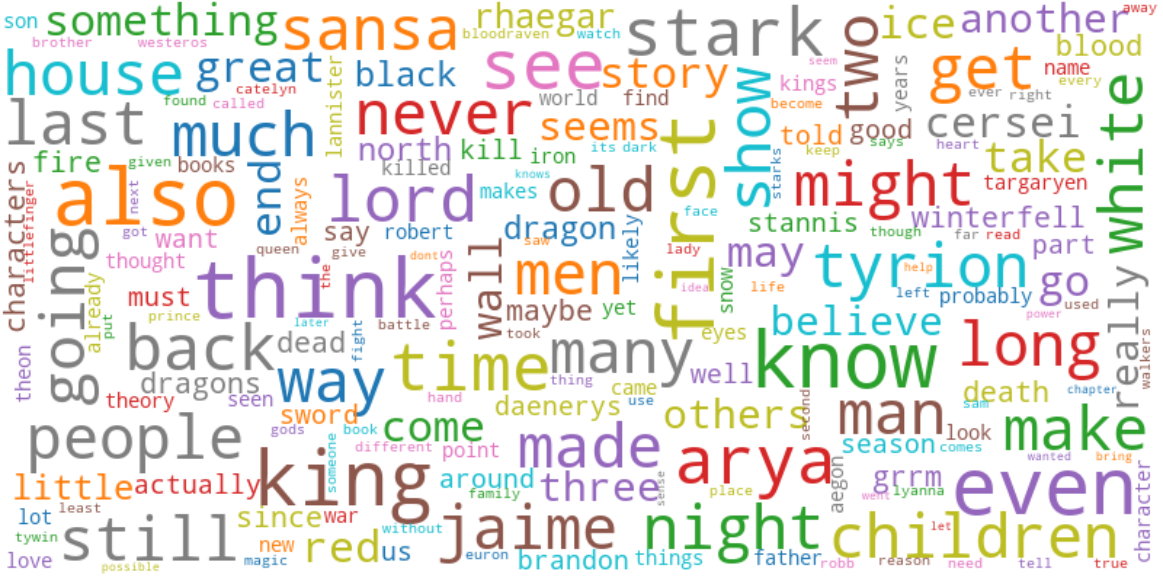 son
something
sansa
rhaegar
stark
two
ice
another
away
brother
westeros
bloodraven
watch
blood
house
great
black
see
story
show
kings
seem
years
get
name
every
catelyn
lannister
found
called
never
world
find
become
ever
right
white
last
much
seems
told
good
says
cersei
heart
take
fire
given
books
north
kill
iron
its
dark
first
keep
starks
characters
littlefinger
also
next
end
always
killed
lord
makes
knows
old
might
targaryen
got
want
queen
say
give
robert
dragon
saw
likely
face
lady
stannis
though
winterfell
far
read
part
going
thought
think
the
dont
perhaps
wall
men
may
snow
idea
life
tyrion
help
left
probably
go
used
power
really
already
put
must
prince
later
fight
battle
took
maybe
yet
eyes
believe
long
walkers
theon
back
dead
time
many
well
know
chapter
dragons
theory
seen
way
hand
thing
came
use
death
sam
sword
gods
book
come
daenerys
others
second
man
look
make
people
someone
different
point
made
season
comes
wanted
bring
little
actually
king
around
family
three
sense
arya
place
aegon
grrm
went
lyanna
even
character
lot
least
still
since
war
without
jaime
night
children
let
tywin
love
possible
new
magic
red
us
euron
brandon
things
father
robb
reason
need
tell
true